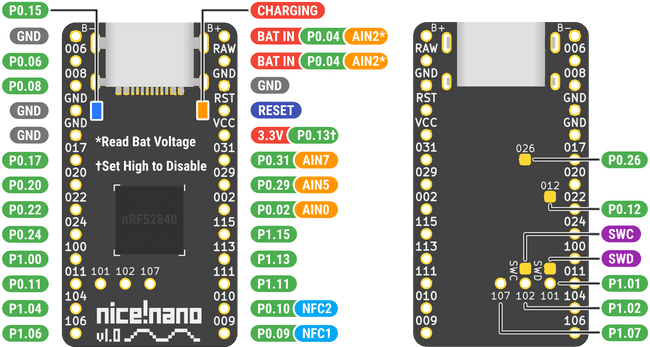 P0.15
GND
P0.06
P0.08
GND
GND
P0.17
P0.20
P0.22
P0.24
P1.00
P0.11
P1.04
P1.06
B-
006
008
GND
GND
017
020
022
024
100
011
104
106
*Read Bat Voltage
†Set High to Disable
nRF52840
101 102 107
nice!nano
v1.0
B+
RAW
GND
RST
VCC
031
029
002
115
113
111
010
009
CHARGING
BAT IN P0.04 AIN2*
BAT IN P0.04 AIN2*
GND
RESET
3.3V P0.13†
P0.31 AIN7
P0.29 AIN5
P0.02 AIN0
P1.15
P1.13
P1.11
P0.10 NFC2
P0.09 NFC1
B+
RAW
GND
RST
VCC
031
029
002
115
113
111
010
009
026
012
SWC
SWD
107 102 101
B-
006
008
GND
GND
017
020
022
024
100
011
104
106
P0.26
P0.12
SWC
SWD
P1.01
P1.02
P1.07